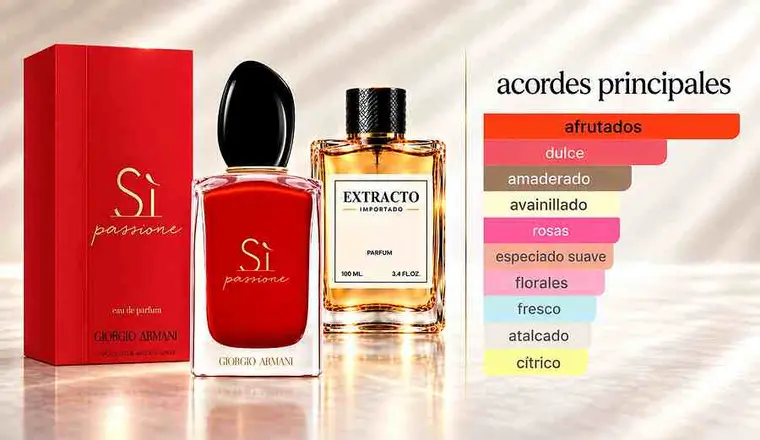 Sì
passione
eau de parfum
GIORGIO ARMANI
Sì
passione
GIORGIO ARMANI
EXTRACTO
IMPORTADO
PARFUM
100 ML. 3.4 FL.OZ.
acordes principales
afrutados
dulce
amaderado
avainillado
rosas
especiado suave
florales
fresco
atalcado
cítrico